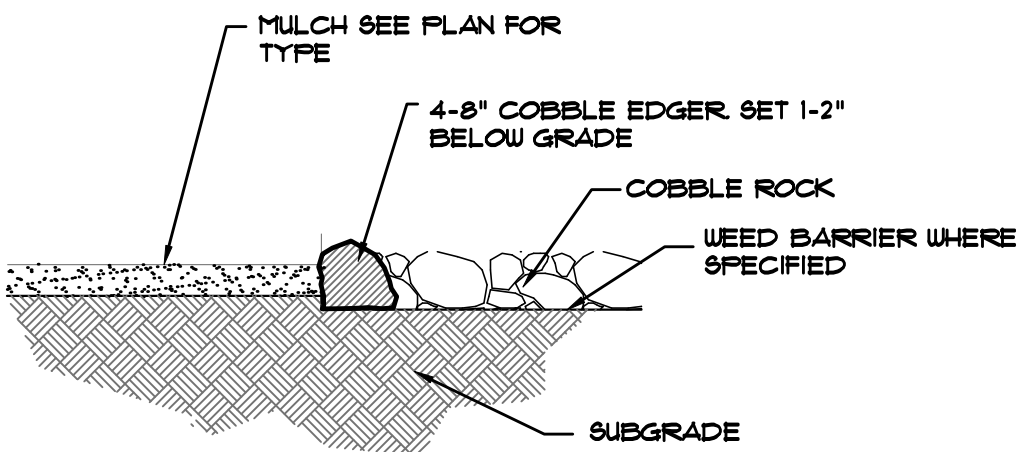 MULCH SEE PLAN FOR
TYPE
4-8" COBBLE EDGER. SET 1-2"
BELOW GRADE
COBBLE ROCK
WEED BARRIER WHERE
SPECIFIED
SUBGRADE